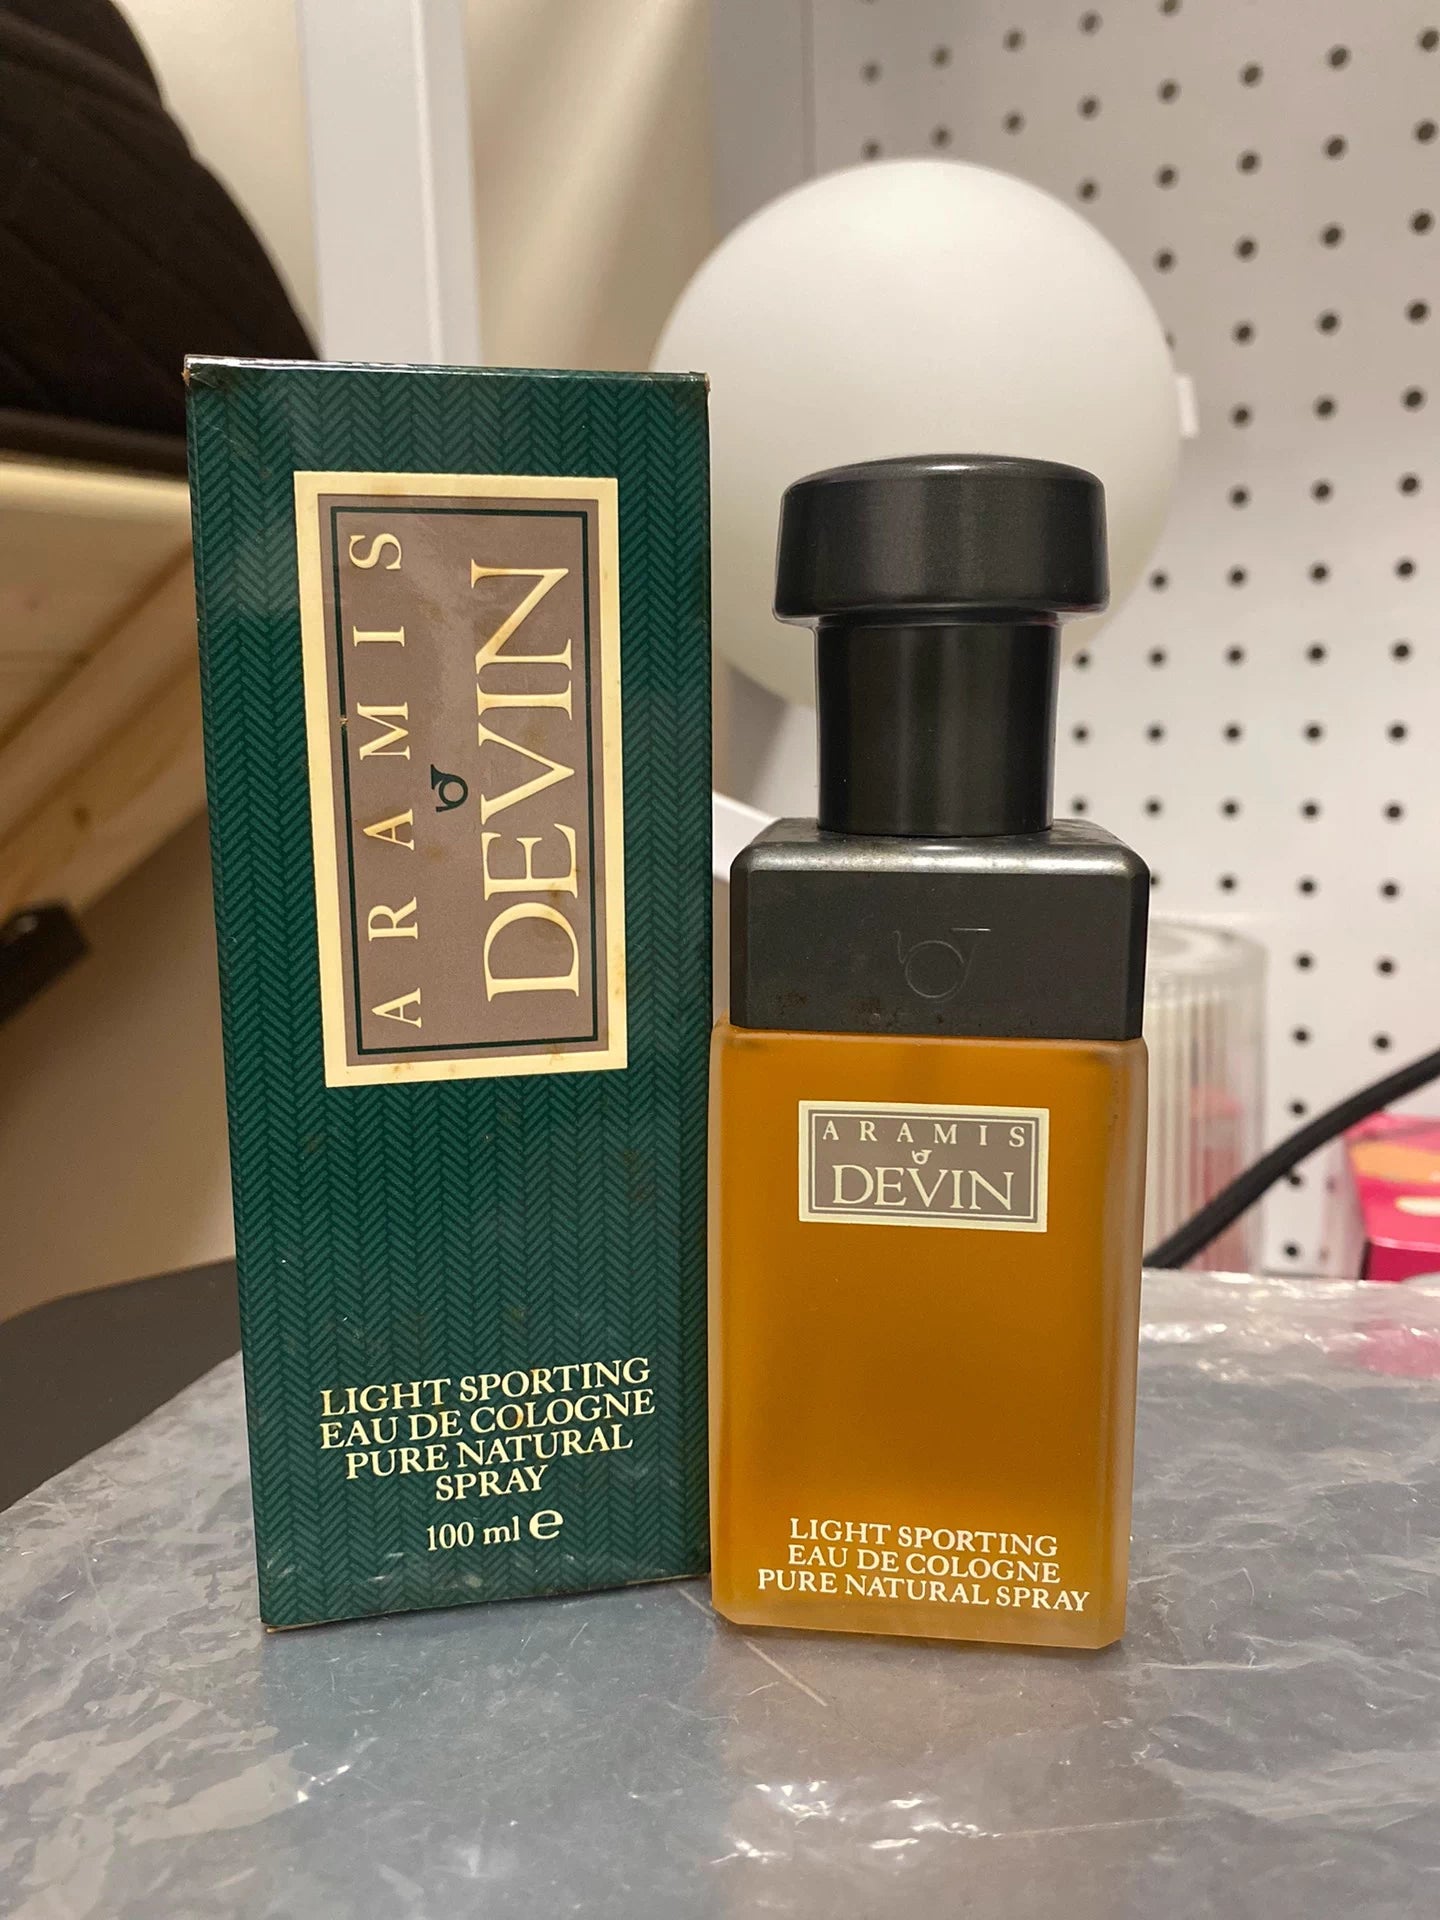 ARAMIS
DEVIN
LIGHT SPORTING
EAU DE COLOGNE
PURE NATURAL
SPRAY
100 ml e
ARAMIS
DEVIN
LIGHT SPORTING
EAU DE COLOGNE
PURE NATURAL SPRAY